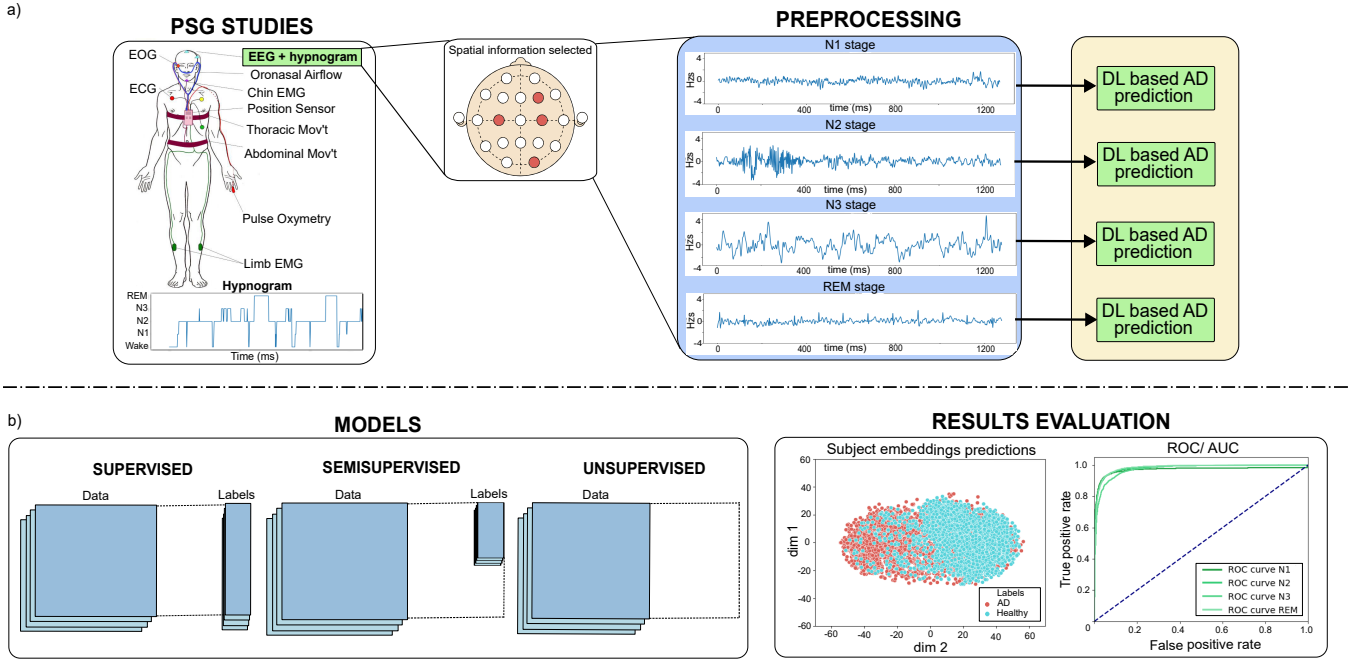 a)
PSG STUDIES
EOG
EEG + hypnogram
Oronasal Airflow
ECG
Chin EMG
Position Sensor
Thoracic Mov't
Abdominal Mov't
Pulse Oxymetry
Limb EMG
Hypnogram
REM
N3
N2
N1
Wake
Time (ms)
Spatial information selected
PREPROCESSING
N1 stage
4
0
-4
Hzs
0
400
800
1200
time (ms)
N2 stage
4
0
-4
Hzs
0
400
800
1200
time (ms)
N3 stage
4
0
-4
Hzs
0
400
800
1200
time (ms)
REM stage
4
0
-4
Hzs
0
400
800
1200
time (ms)
DL based AD
prediction
DL based AD
prediction
DL based AD
prediction
DL based AD
prediction
b)
MODELS
SUPERVISED
Data
Labels
SEMISUPERVISED
Data
Labels
UNSUPERVISED
Data
RESULTS EVALUATION
Subject embeddings predictions
60
40
20
0
-20
-40
-60
dim 1
-60
-40
-20
0
20
40
60
dim 2
Labels
AD
Healthy
ROC/ AUC
1.0
0.8
0.6
0.4
0.2
True positive rate
0.2
0.4
0.6
0.8
1.0
False positive rate
ROC curve N1
ROC curve N2
ROC curve N3
ROC curve REM